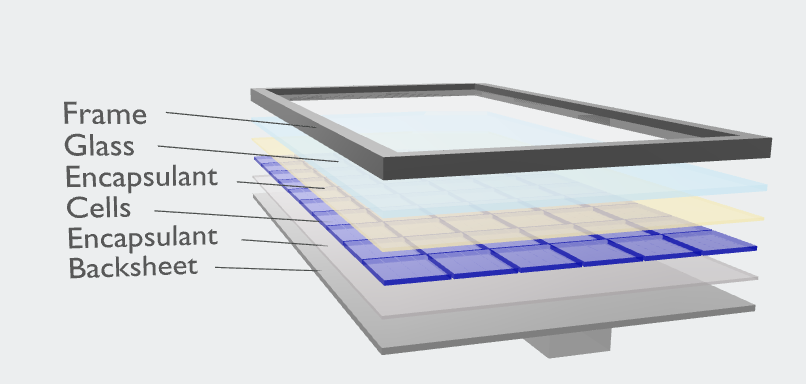 Frame
Glass
Encapsulant
Cells
Encapsulant
Backsheet